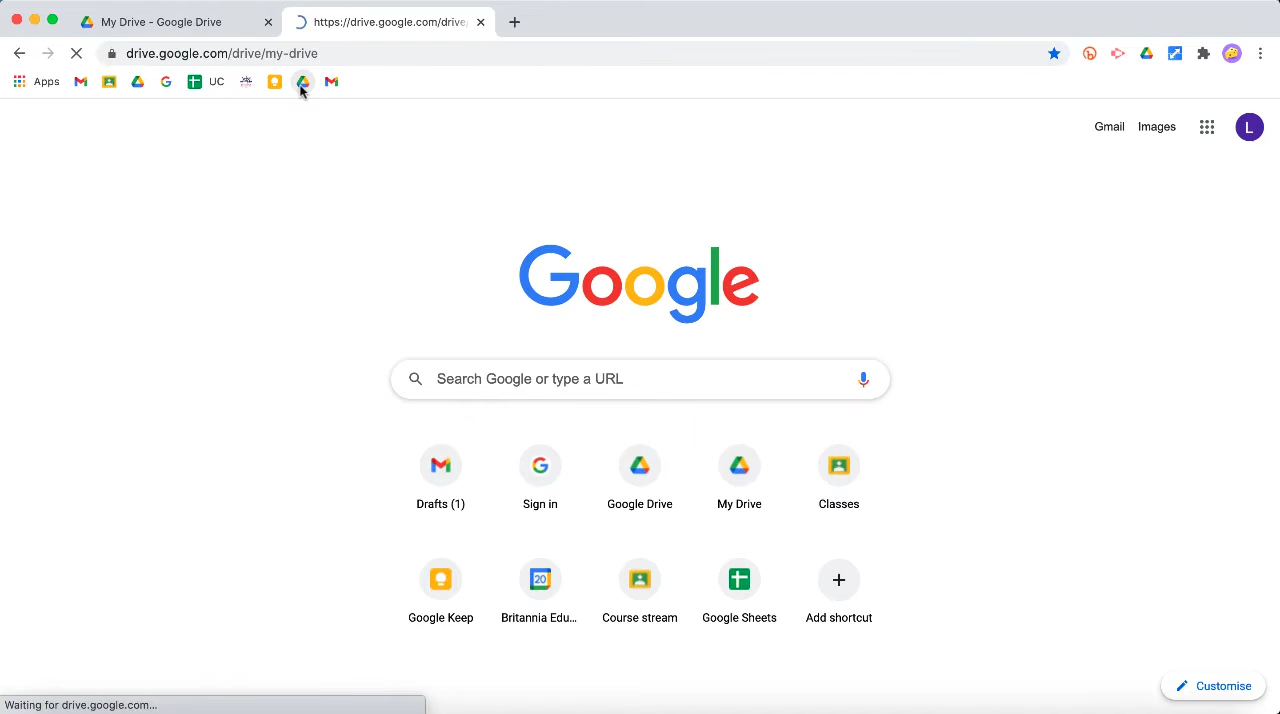 My Drive - Google Drive
https://drive.google.com/drive
drive.google.com/drive/my-drive
Apps
UC
Gmail
Images
L
Google
Search Google or type a URL
Drafts (1)
Sign in
Google Drive
My Drive
Classes
20
Google Keep
Britannia Edu...
Course stream
Google Sheets
Add shortcut
Customise
Waiting for drive.google.com...